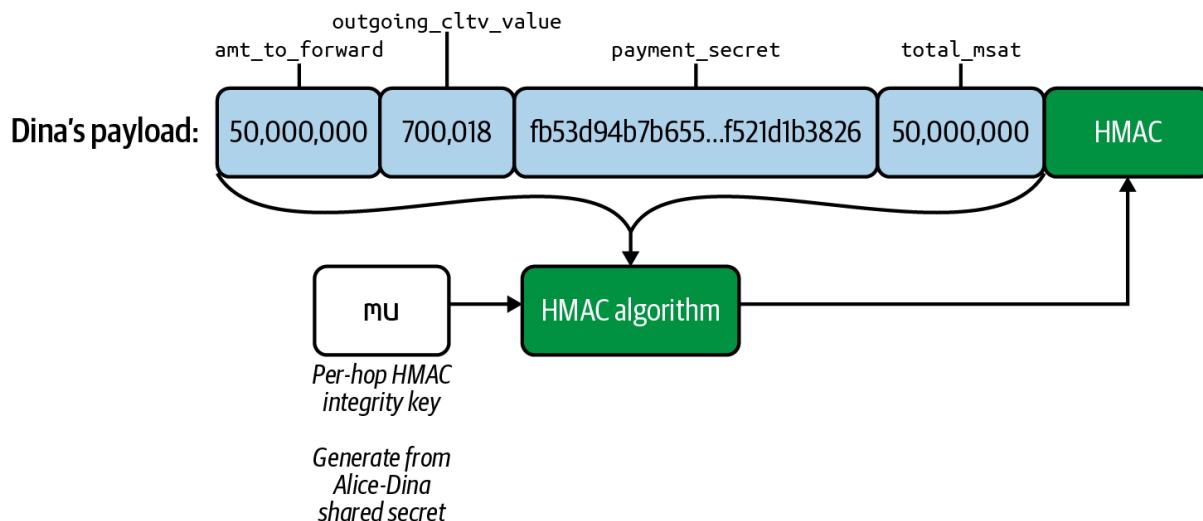 outgoing_cltv_value
amt_to_forward payment_secret total_msat
Dina's payload: 50,000,000 700,018 fb53d94b7b655...f521d1b3826 50,000,000 HMAC
mu HMAC algorithm
Per-hop HMAC
integrity key
Generate from
Alice-Dina
shared secret